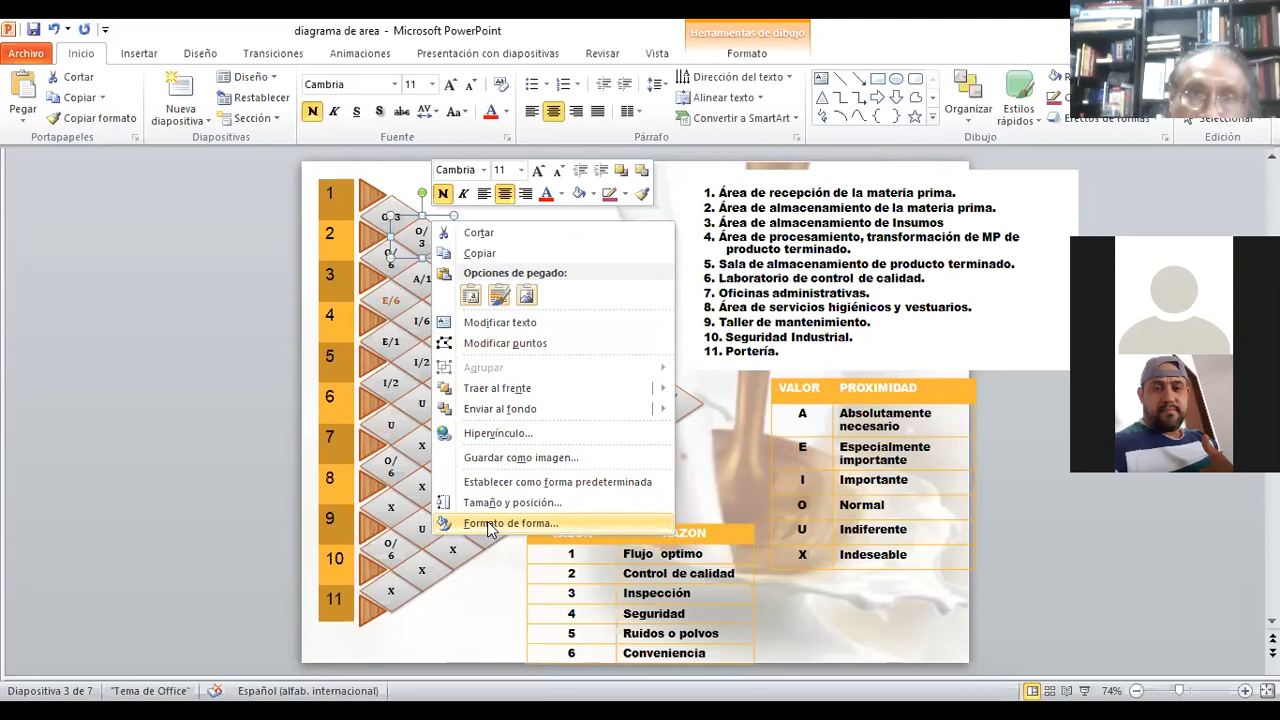 diagrama de area - Microsoft PowerPoint
Herramientas de dibujo
Archivo
Inicio
Insertar
Diseño
Transiciones
Animaciones
Presentación con diapositivas
Revisar
Vista
Formato
Pegar
Cortar
Copiar
Copiar formato
Portapapeles
Nueva diapositiva
Diseño
Restablecer
Sección
Diapositivas
Cambria
11
N K S S abc AV Aa A
Fuente
Párrafo
Dirección del texto
Alinear texto
Convertir a SmartArt
Organizar
Estilos rápidos
Dibujo
Efectos de formas
Seleccionar
Edición
Cambria 11
N K
Cortar
Copiar
Opciones de pegado:
Modificar texto
Modificar puntos
Agrupar
Traer al frente
Enviar al fondo
Hipervínculo...
Guardar como imagen...
Establecer como forma predeterminada
Tamaño y posición...
Formato de forma...
1
2
3
4
5
6
7
8
9
10
11
O/
3
A/1
E/6
I/6
E/1
I/2
I/2
U
U
X
O/
6
X
X
U
O/
6
X
X
X
1. Área de recepción de la materia prima.
2. Área de almacenamiento de la materia prima.
3. Área de almacenamiento de Insumos
4. Área de procesamiento, transformación de MP de
producto terminado.
5. Sala de almacenamiento de producto terminado.
6. Laboratorio de control de calidad.
7. Oficinas administrativas.
8. Área de servicios higiénicos y vestuarios.
9. Taller de mantenimiento.
10. Seguridad Industrial.
11. Portería.
VALOR PROXIMIDAD
A Absolutamente
necesario
E Especialmente
importante
I Importante
O Normal
U Indiferente
X Indeseable
1 Flujo optimo
2 Control de calidad
3 Inspección
4 Seguridad
5 Ruidos o polvos
6 Conveniencia
Diapositiva 3 de 7
"Tema de Office"
Español (alfab. internacional)
74%